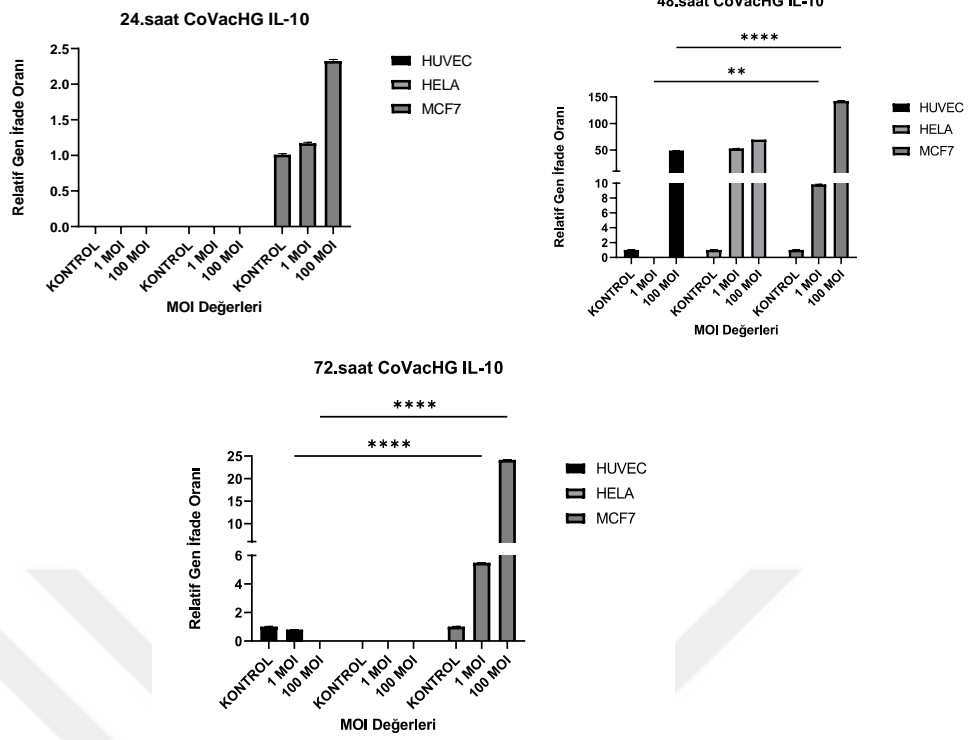 24.saat CoVacHG IL-10
Relatif Gen İfade Oranı
2.5
2.0
1.5
1.0
0.5
0.0
KONTROL 1 MOI 100 MOI KONTROL 1 MOI 100 MOI KONTROL 1 MOI 100 MOI
MOI Değerleri
HUVEC
HELA
MCF7
48.saat CoVacHG IL-10
****
**
Relatif Gen İfade Oranı
150
100
50
10
8
6
4
2
0
KONTROL 1 MOI 100 MOI KONTROL 1 MOI 100 MOI KONTROL 1 MOI 100 MOI
MOI Değerleri
HUVEC
HELA
MCF7
72.saat CoVacHG IL-10
****
****
Relatif Gen İfade Oranı
25
20
15
10
6
4
2
0
KONTROL 1 MOI 100 MOI KONTROL 1 MOI 100 MOI KONTROL 1 MOI 100 MOI
MOI Değerleri
HUVEC
HELA
MCF7